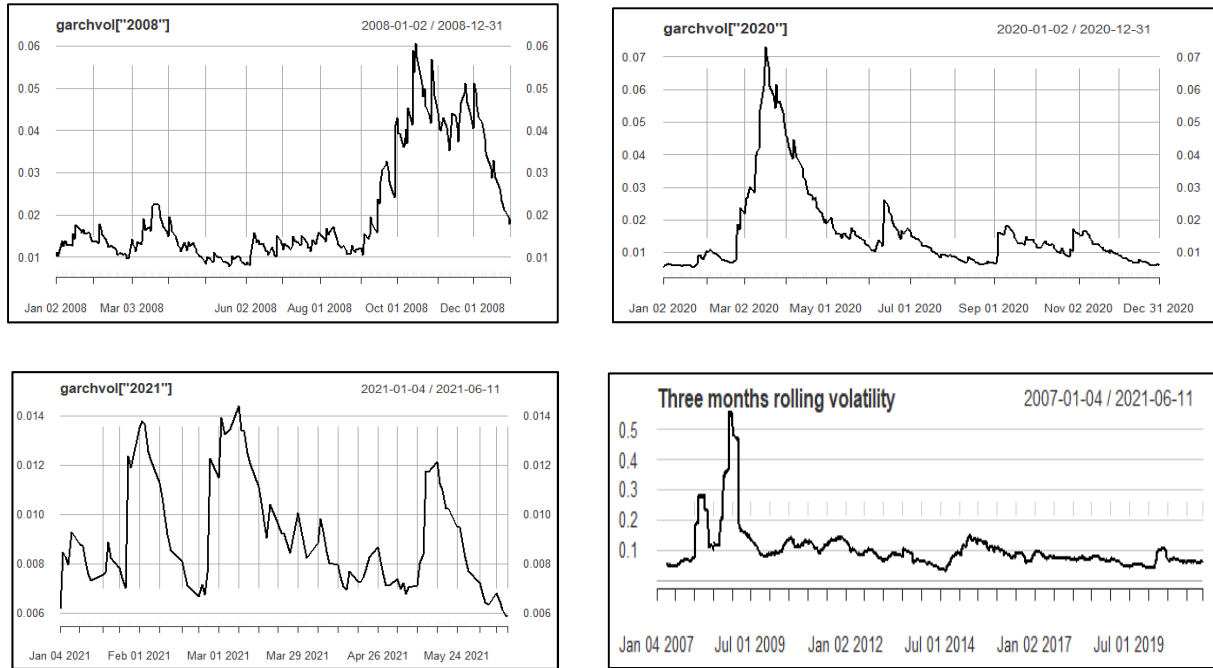 garchvol["2008"] 2008-01-02 / 2008-12-31
0.06 0.06
0.05 0.05
0.04 0.04
0.03 0.03
0.02 0.02
0.01 0.01
Jan 02 2008 Mar 03 2008 Jun 02 2008 Aug 01 2008 Oct 01 2008 Dec 01 2008
garchvol["2020"] 2020-01-02 / 2020-12-31
0.07 0.07
0.06 0.06
0.05 0.05
0.04 0.04
0.03 0.03
0.02 0.02
0.01 0.01
Jan 02 2020 Mar 02 2020 May 01 2020 Jul 01 2020 Sep 01 2020 Nov 02 2020 Dec 31 2020
garchvol["2021"] 2021-01-04 / 2021-06-11
0.014 0.014
0.012 0.012
0.010 0.010
0.008 0.008
0.006 0.006
Jan 04 2021 Feb 01 2021 Mar 01 2021 Mar 29 2021 Apr 26 2021 May 24 2021
Three months rolling volatility 2007-01-04 / 2021-06-11
0.5
0.4
0.3
0.2
0.1
Jan 04 2007 Jul 01 2009 Jan 02 2012 Jul 01 2014 Jan 02 2017 Jul 01 2019